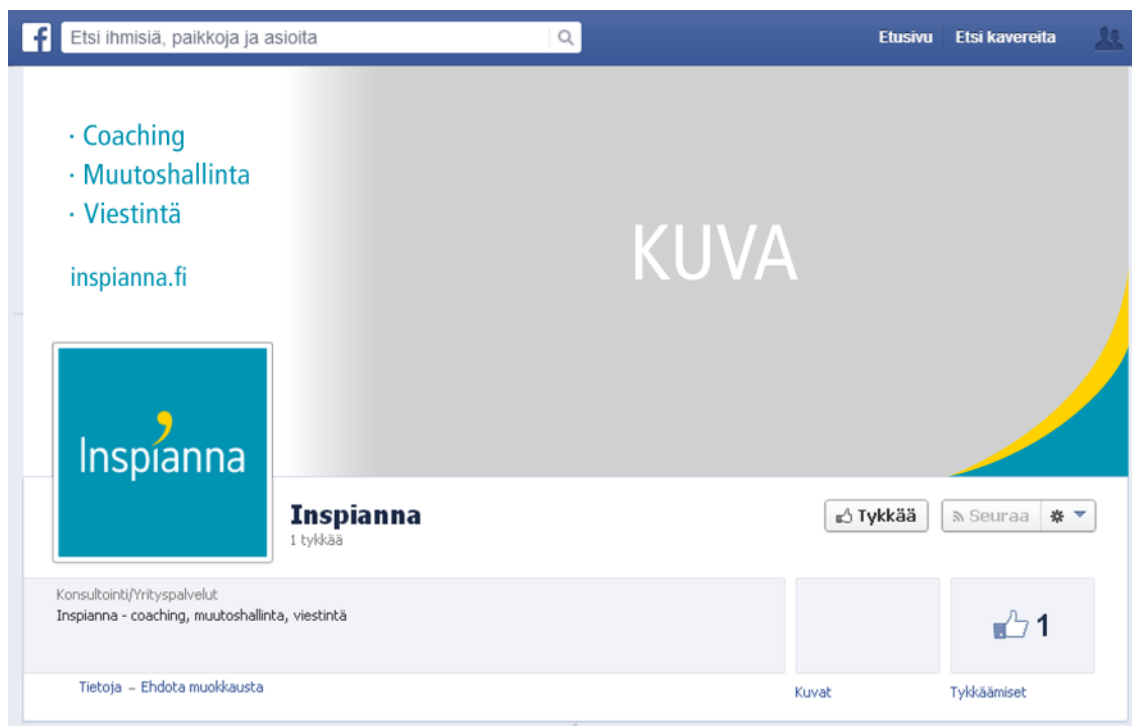 f Etsi ihmisiä, paikkoja ja asioita Etusivu Etsi kavereita
· Coaching
· Muutoshallinta
· Viestintä
inspianna.fi
KUVA
Inspianna
Inspianna
1 tykkää
Tykkää Seuraa
Konsultointi/Yrityspalvelut
Inspianna - coaching, muutoshallinta, viestintä
1
Tietoja – Ehdota muokkausta
Kuvat Tykkäämiset